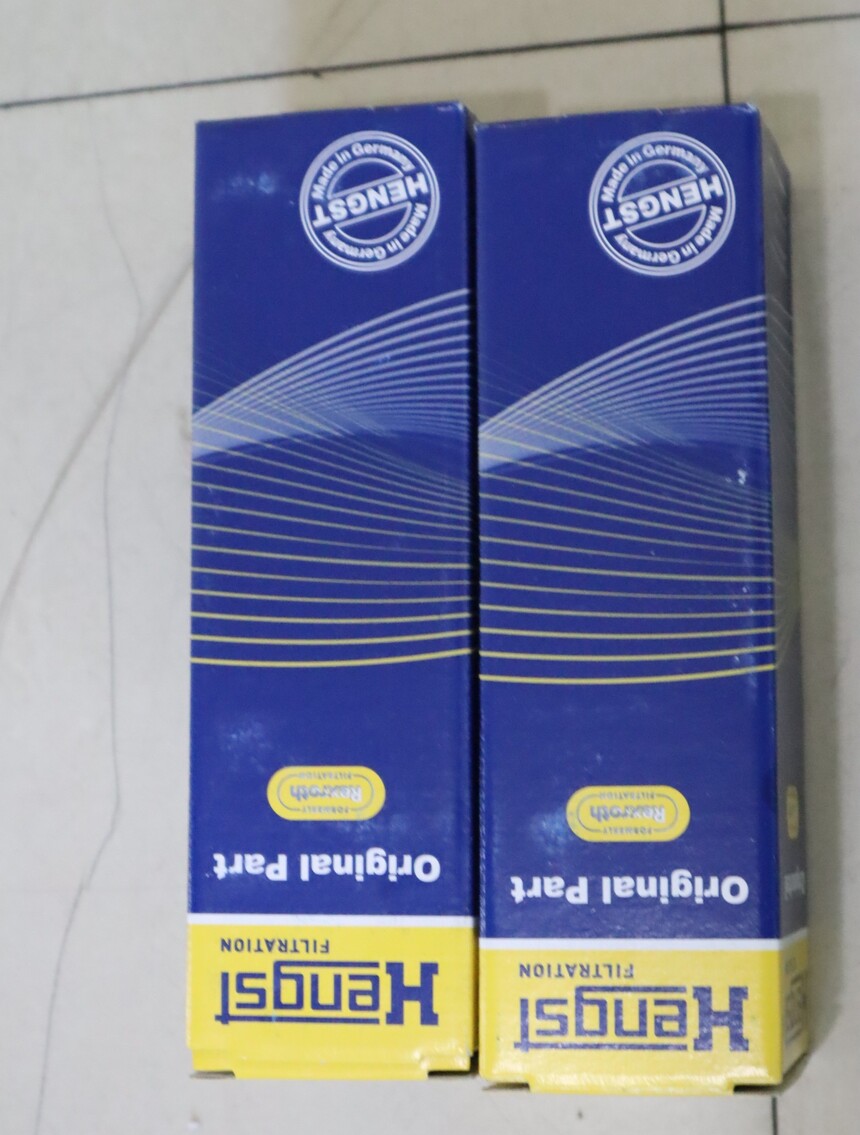 Hengst
FILTRATION
Original Part
FORMERLY
Rexroth
FILTRATION
Made in Germany
HENGST
Made in Germany
Hengst
FILTRATION
Original Part
FORMERLY
Rexroth
FILTRATION
Made in Germany
HENGST
Made in Germany